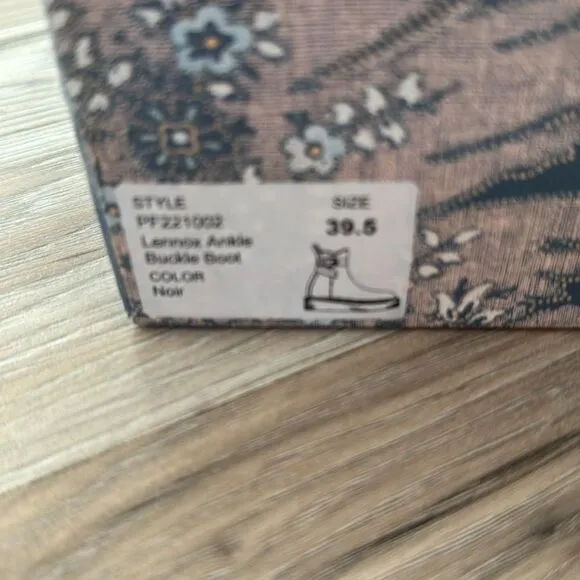 STYLE
PF221002
Lennox Ankle
Buckle Boot
COLOR
Noir
SIZE
39.5